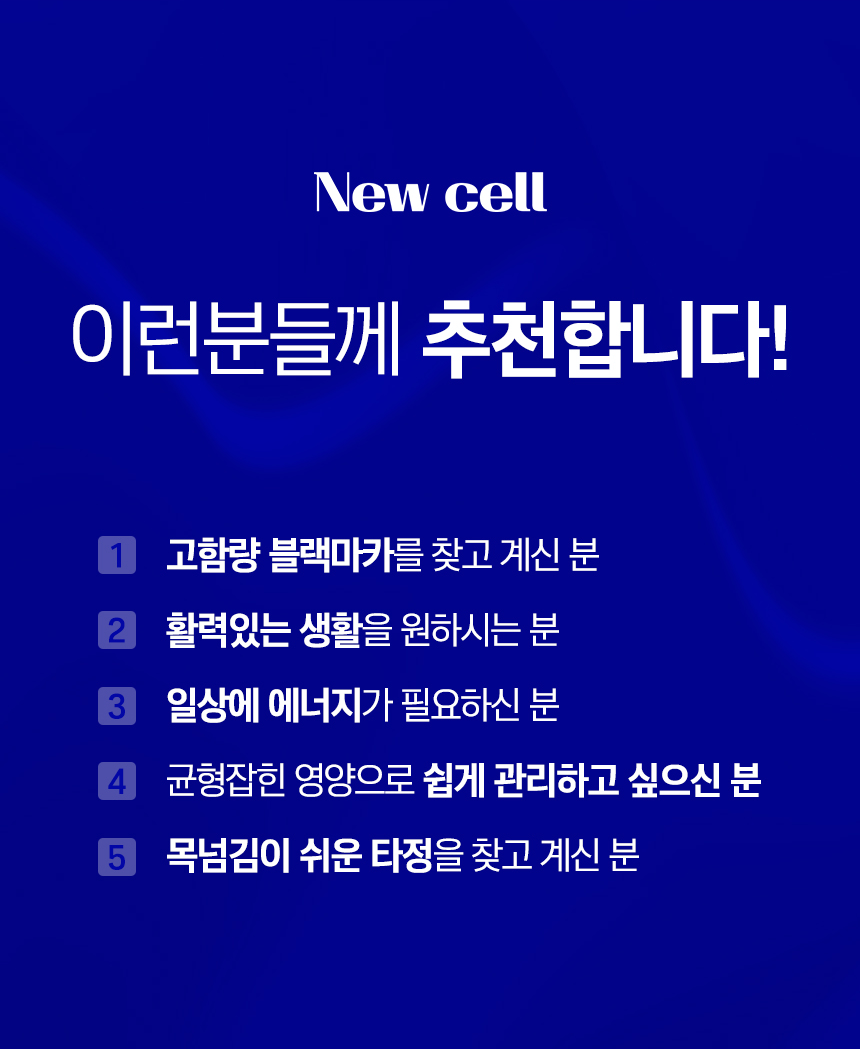 New cell
이런분들께 추천합니다!
1 고함량 블랙마카를 찾고 계신 분
2 활력있는 생활을 원하시는 분
3 일상에 에너지가 필요하신 분
4 균형잡힌 영양으로 쉽게 관리하고 싶으신 분
5 목넘김이 쉬운 타정을 찾고 계신 분